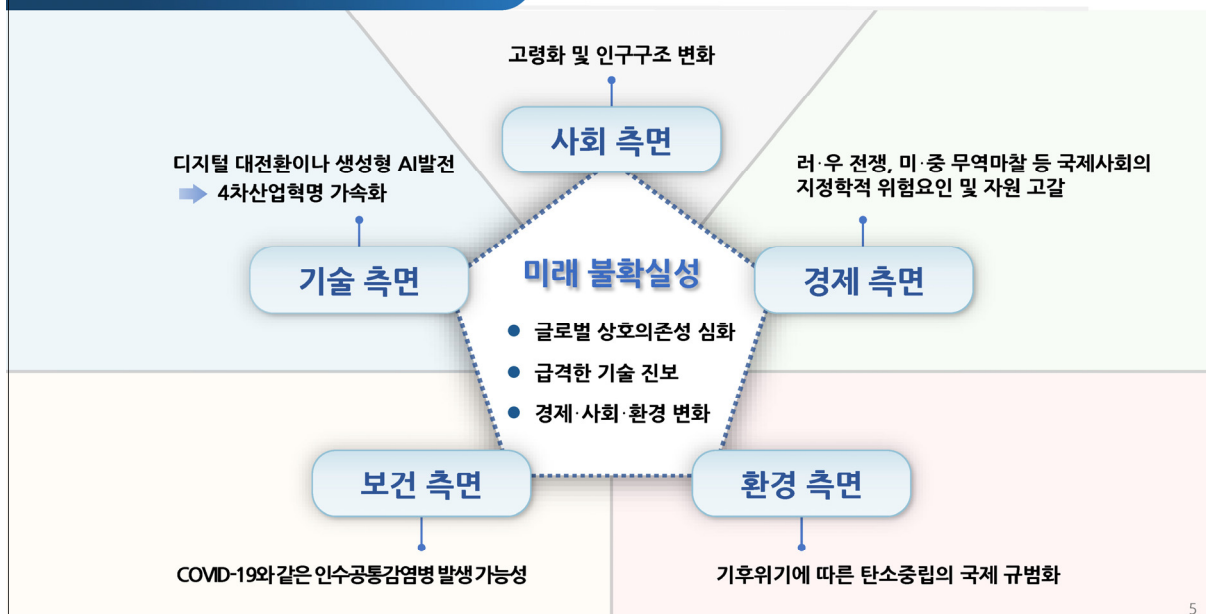 고령화 및 인구구조 변화
사회 측면
디지털 대전환이나 생성형 AI발전
4차산업혁명 가속화
기술 측면
러·우 전쟁, 미·중 무역마찰 등 국제사회의
지정학적 위험요인 및 자원 고갈
경제 측면
미래 불확실성
글로벌 상호의존성 심화
급격한 기술 진보
경제·사회·환경 변화
보건 측면
COVID-19와 같은 인수공통감염병 발생 가능성
환경 측면
기후위기에 따른 탄소중립의 국제 규범화
5